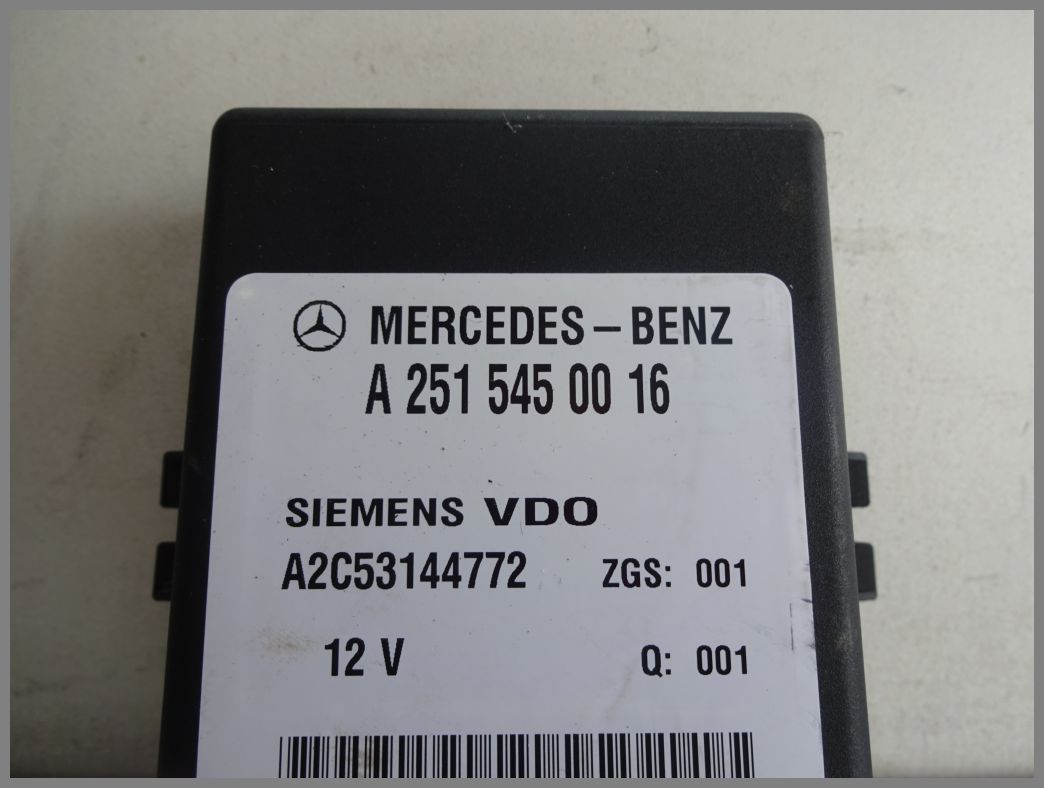 MERCEDES–BENZ
A 251 545 00 16
SIEMENS VDO
A2C53144772 ZGS: 001
12 V Q: 001